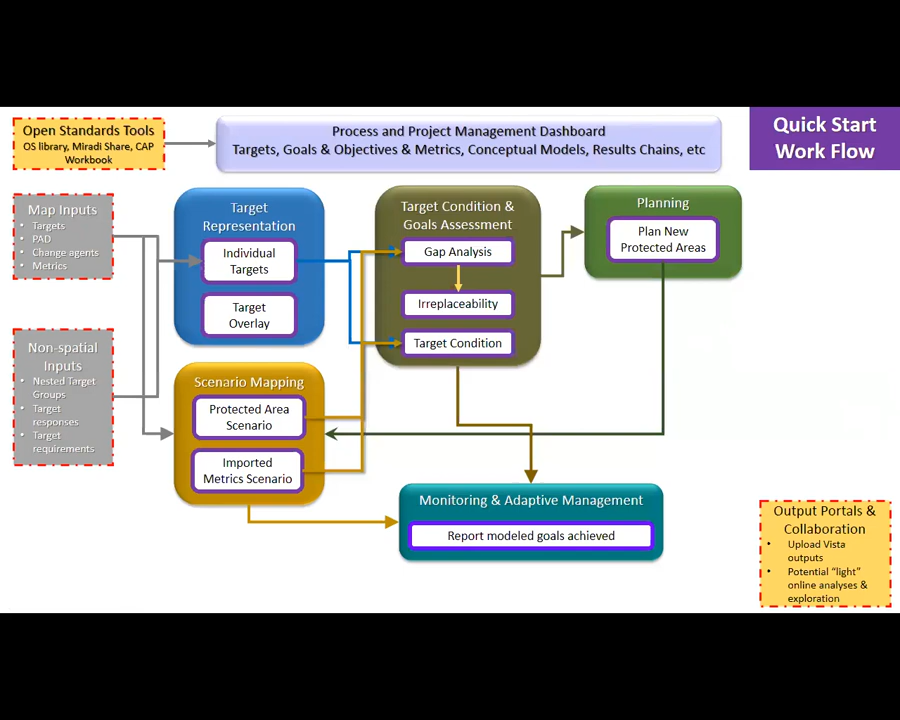 Open Standards Tools
OS library, Miradi Share, CAP
Workbook
Process and Project Management Dashboard
Targets, Goals & Objectives & Metrics, Conceptual Models, Results Chains, etc
Quick Start
Work Flow
Map Inputs
• Targets
• PAD
• Change agents
• Metrics
Non-spatial
Inputs
• Nested Target
Groups
• Target
responses
• Target
requirements
Target
Representation
Individual
Targets
Target
Overlay
Scenario Mapping
Protected Area
Scenario
Imported
Metrics Scenario
Target Condition &
Goals Assessment
Gap Analysis
Irreplaceability
Target Condition
Planning
Plan New
Protected Areas
Monitoring & Adaptive Management
Report modeled goals achieved
Output Portals &
Collaboration
• Upload Vista
outputs
• Potential “light”
online analyses &
exploration